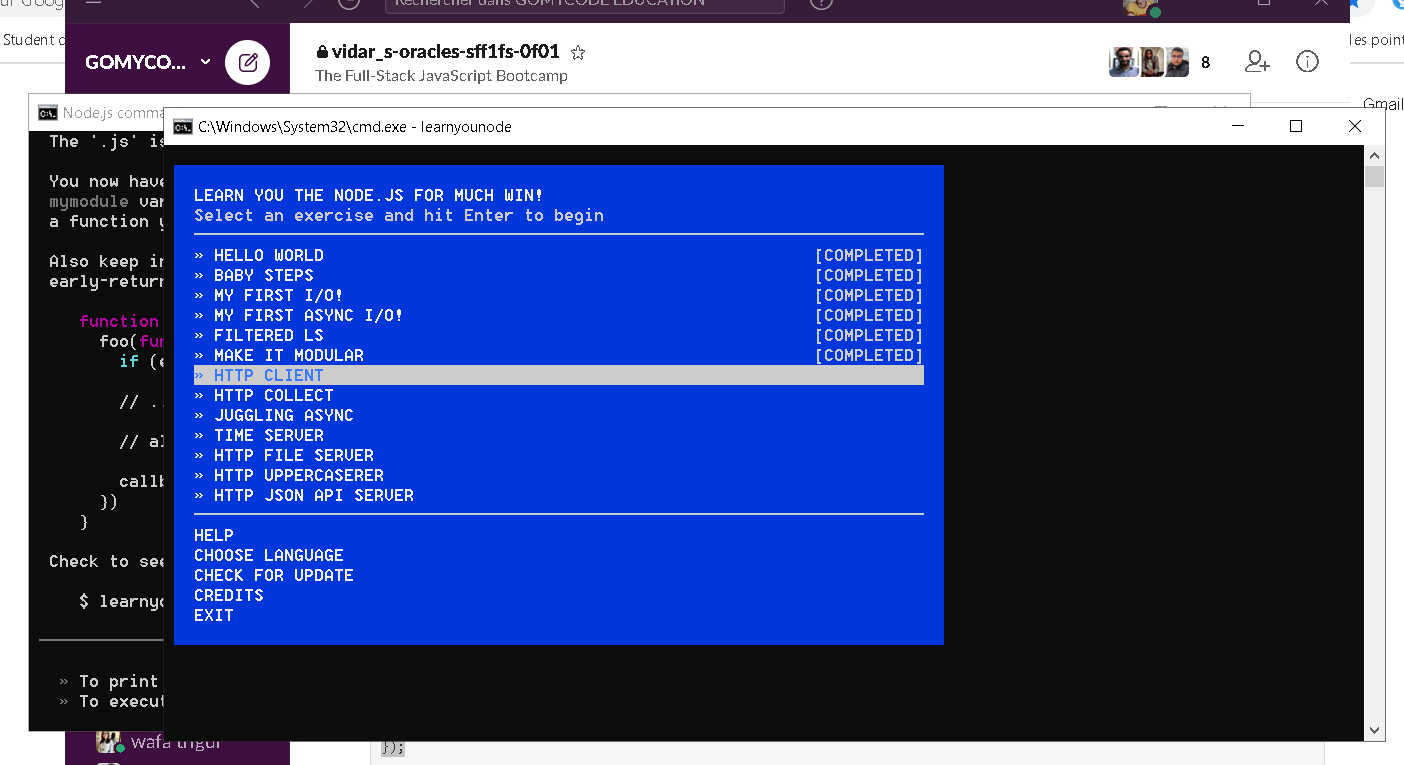 Rechercher dans GOMYCODE EDUCATION
Student
GOMYCO...
vidar_s-oracles-sff1fs-0f01
The Full-Stack JavaScript Bootcamp
8
les point
Gmail
Node.js comma
The '.js' is
You now have
mymodule var
a function y
Also keep in
early-return
function
foo(fun
if (e
// ..
// al
callb
})
}
Check to see
$ learnyo
» To print
» To execut
C:\Windows\System32\cmd.exe - learnyounode
LEARN YOU THE NODE.JS FOR MUCH WIN!
Select an exercise and hit Enter to begin
» HELLO WORLD [COMPLETED]
» BABY STEPS [COMPLETED]
» MY FIRST I/O! [COMPLETED]
» MY FIRST ASYNC I/O! [COMPLETED]
» FILTERED LS [COMPLETED]
» MAKE IT MODULAR [COMPLETED]
» HTTP CLIENT
» HTTP COLLECT
» JUGGLING ASYNC
» TIME SERVER
» HTTP FILE SERVER
» HTTP UPPERCASERER
» HTTP JSON API SERVER
HELP
CHOOSE LANGUAGE
CHECK FOR UPDATE
CREDITS
EXIT
wafa trigui
});